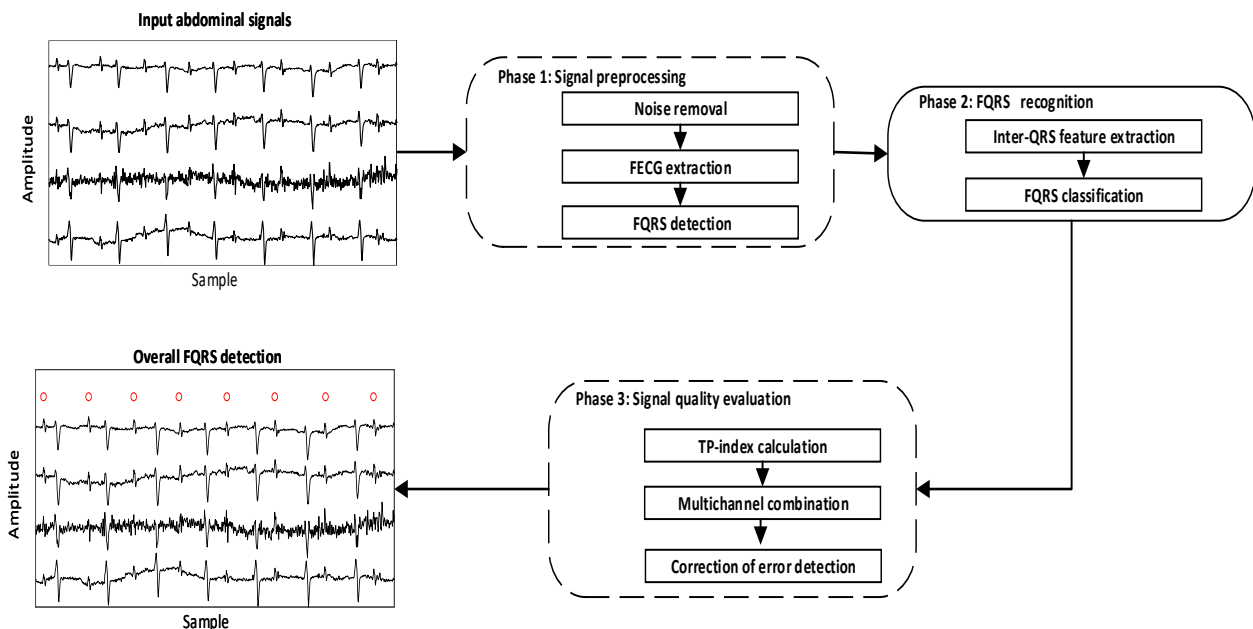 Input abdominal signals
Amplitude
Sample
Phase 1: Signal preprocessing
Noise removal
FECG extraction
FQRS detection
Phase 2: FQRS recognition
Inter-QRS feature extraction
FQRS classification
Phase 3: Signal quality evaluation
TP-index calculation
Multichannel combination
Correction of error detection
Overall FQRS detection
Amplitude
Sample